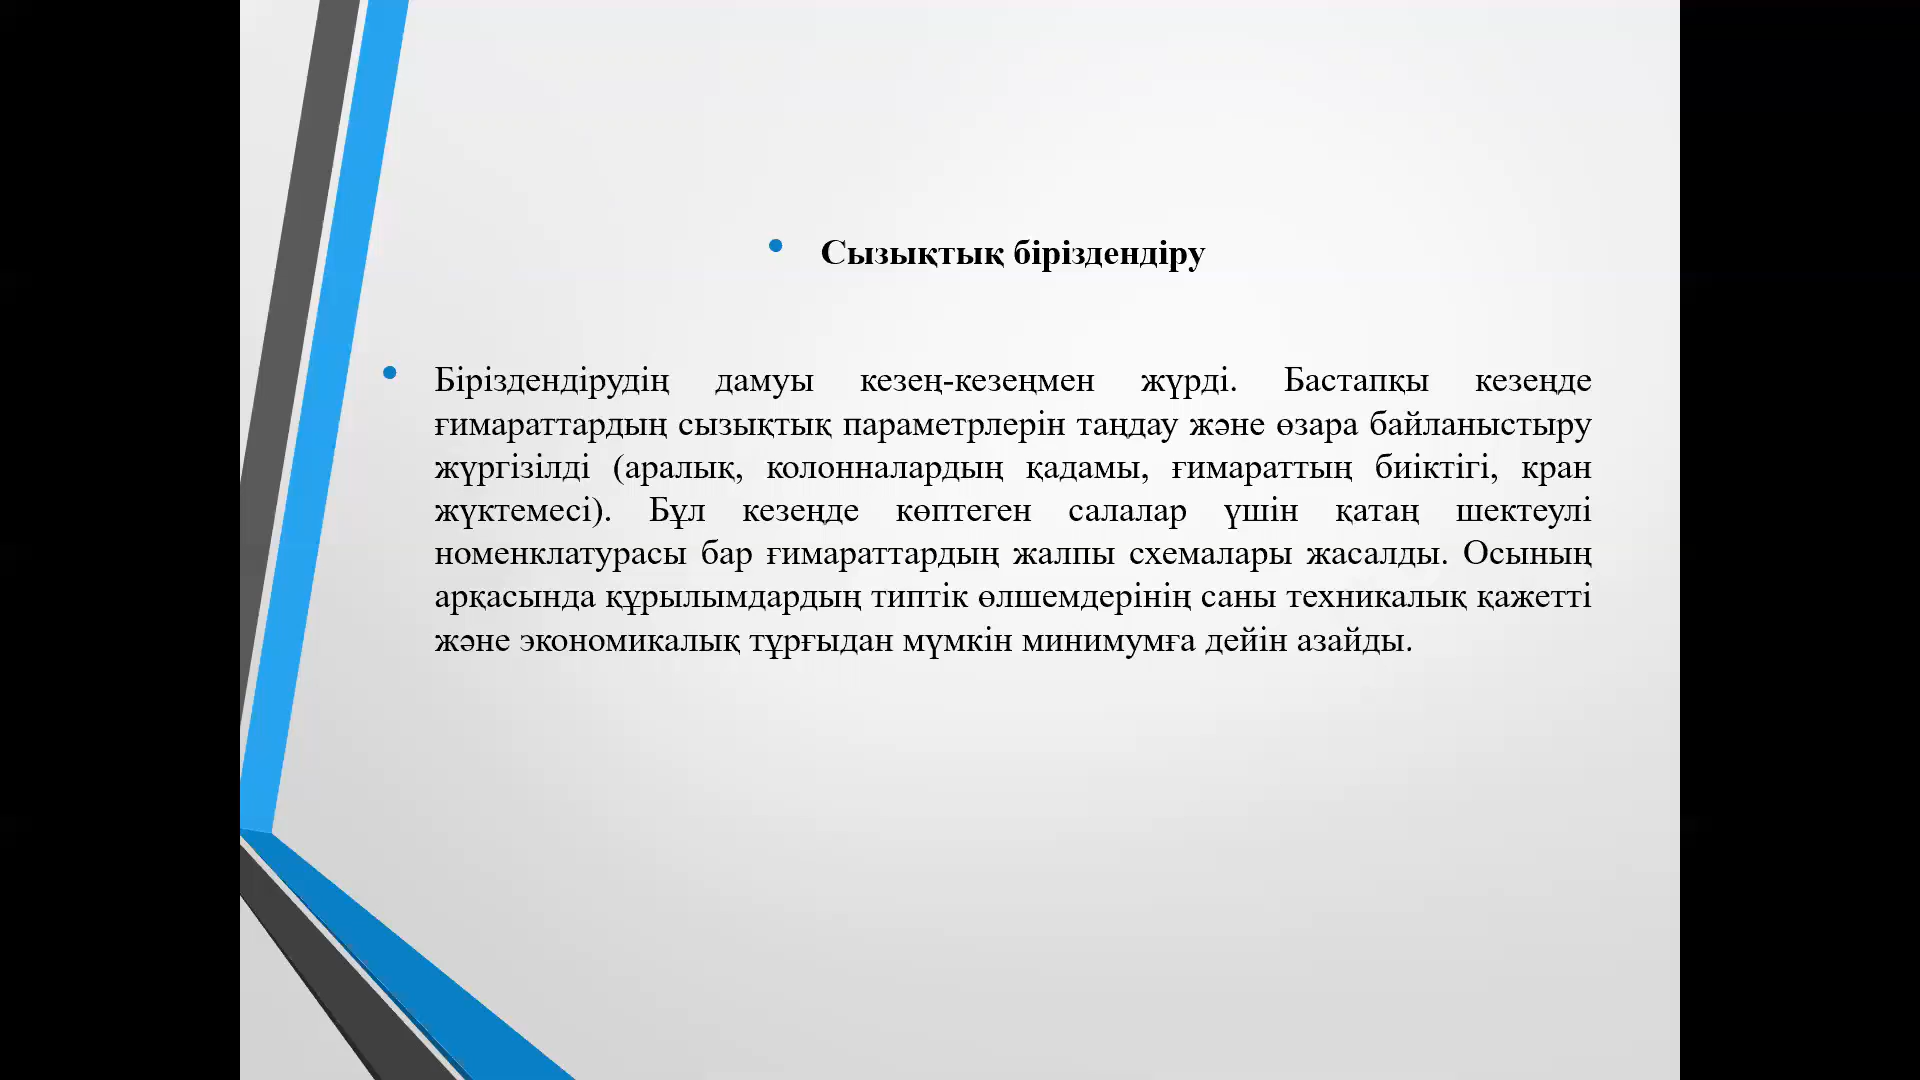 Сызықтық біріздендіру
Біріздендірудің дамуы кезең-кезеңмен жүрді. Бастапқы кезеңде
ғимараттардың сызықтық параметрлерін таңдау және өзара байланыстыру
жүргізілді (аралық, колонналардың қадамы, ғимараттың биіктігі, кран
жүктемесі). Бұл кезеңде көптеген салалар үшін қатаң шектеулі
номенклатурасы бар ғимараттардың жалпы схемалары жасалды. Осының
арқасында құрылымдардың типтік өлшемдерінің саны техникалық қажетті
және экономикалық тұрғыдан мүмкін минимумға дейін азайды.